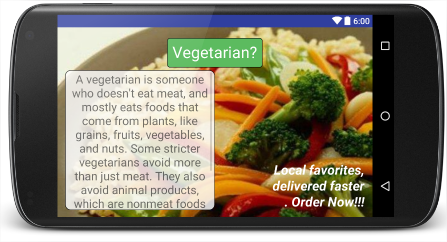 6:00
Vegetarian?
A vegetarian is someone
who doesn't eat meat, and
mostly eats foods that
come from plants, like
grains, fruits, vegetables,
and nuts. Some stricter
vegetarians avoid more
than just meat. They also
avoid animal products,
which are nonmeat foods
Local favorites,
delivered faster
. Order Now!!!